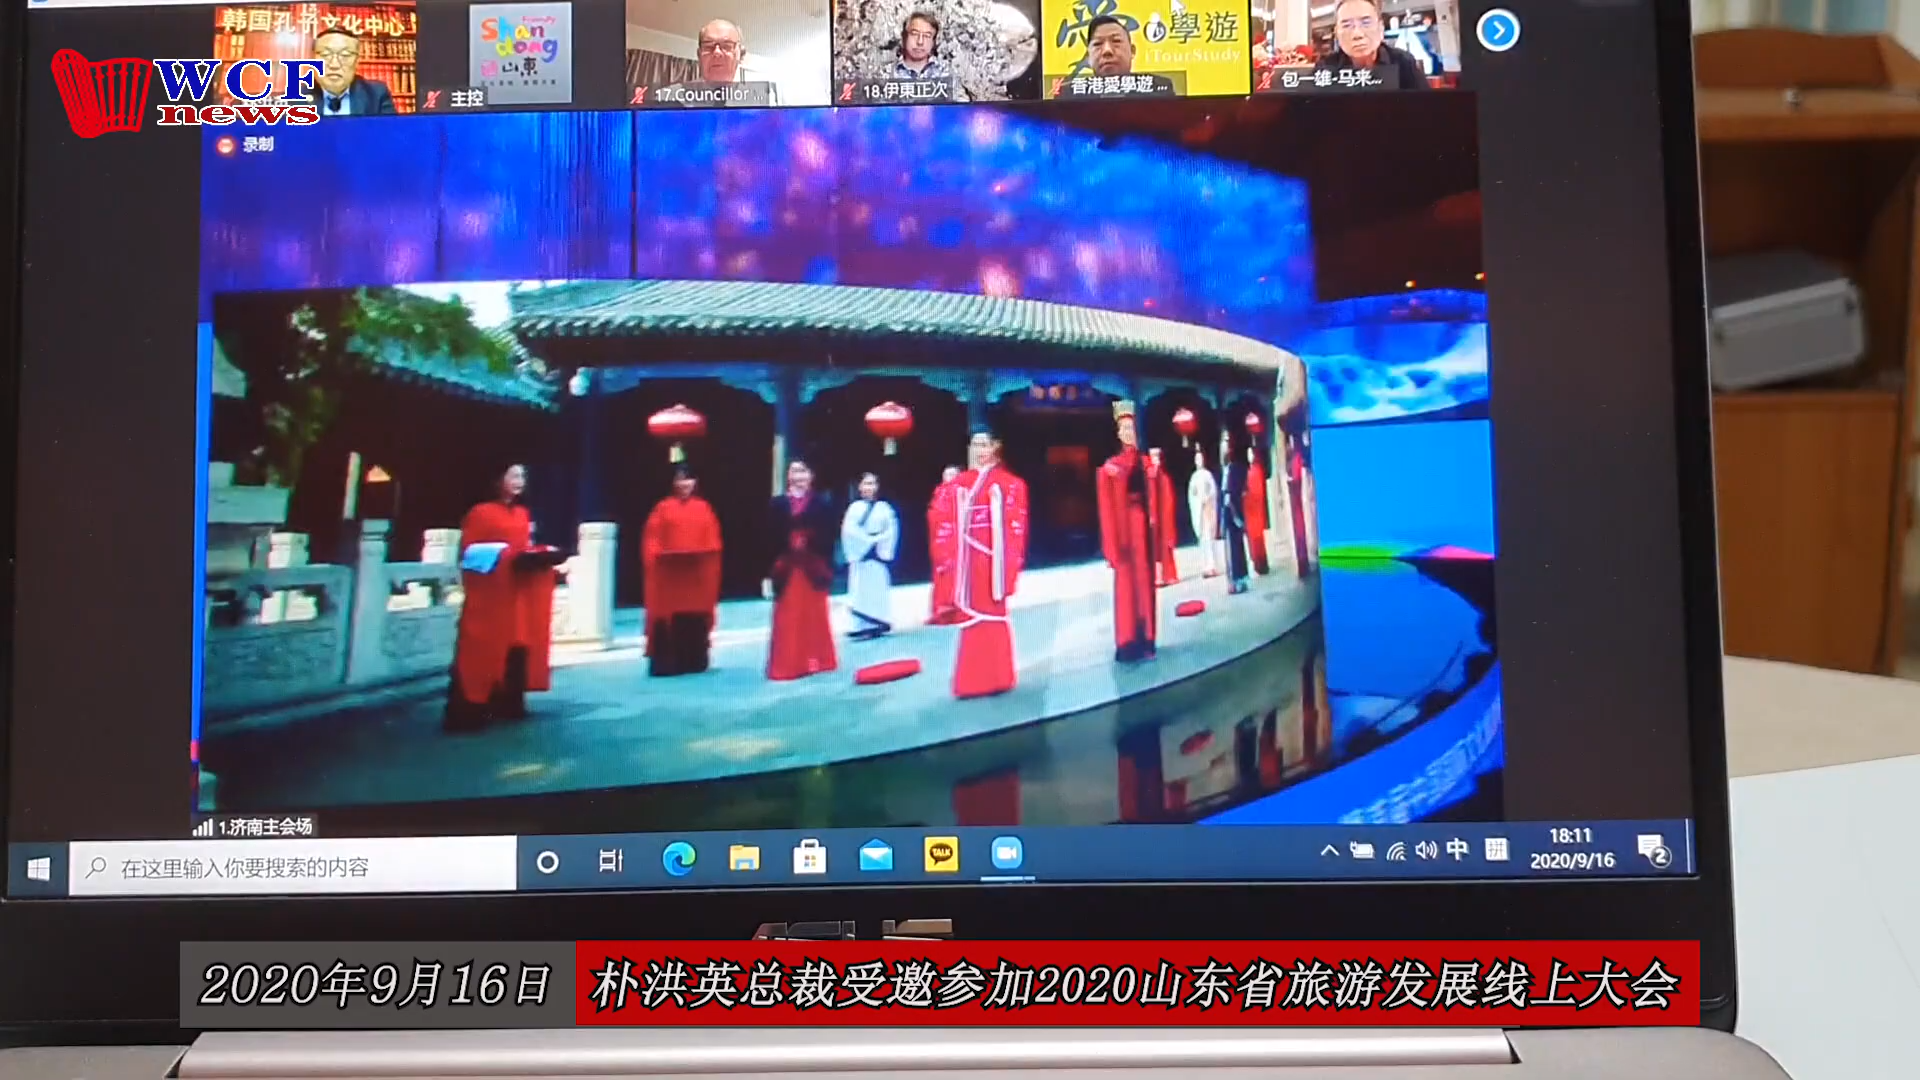 韩国孔子文化中心
WCF
news
Friendly
Shandong
山東
主控
17.Councillor ...
18.伊東正次
愛學遊
iTourStudy
香港愛學遊 ...
包一雄-马来...
录制
1.济南主会场
在这里输入你要搜索的内容
TALK
中
拼
18:11
2020/9/16
2
2020年9月16日
朴洪英总裁受邀参加2020山东省旅游发展线上大会